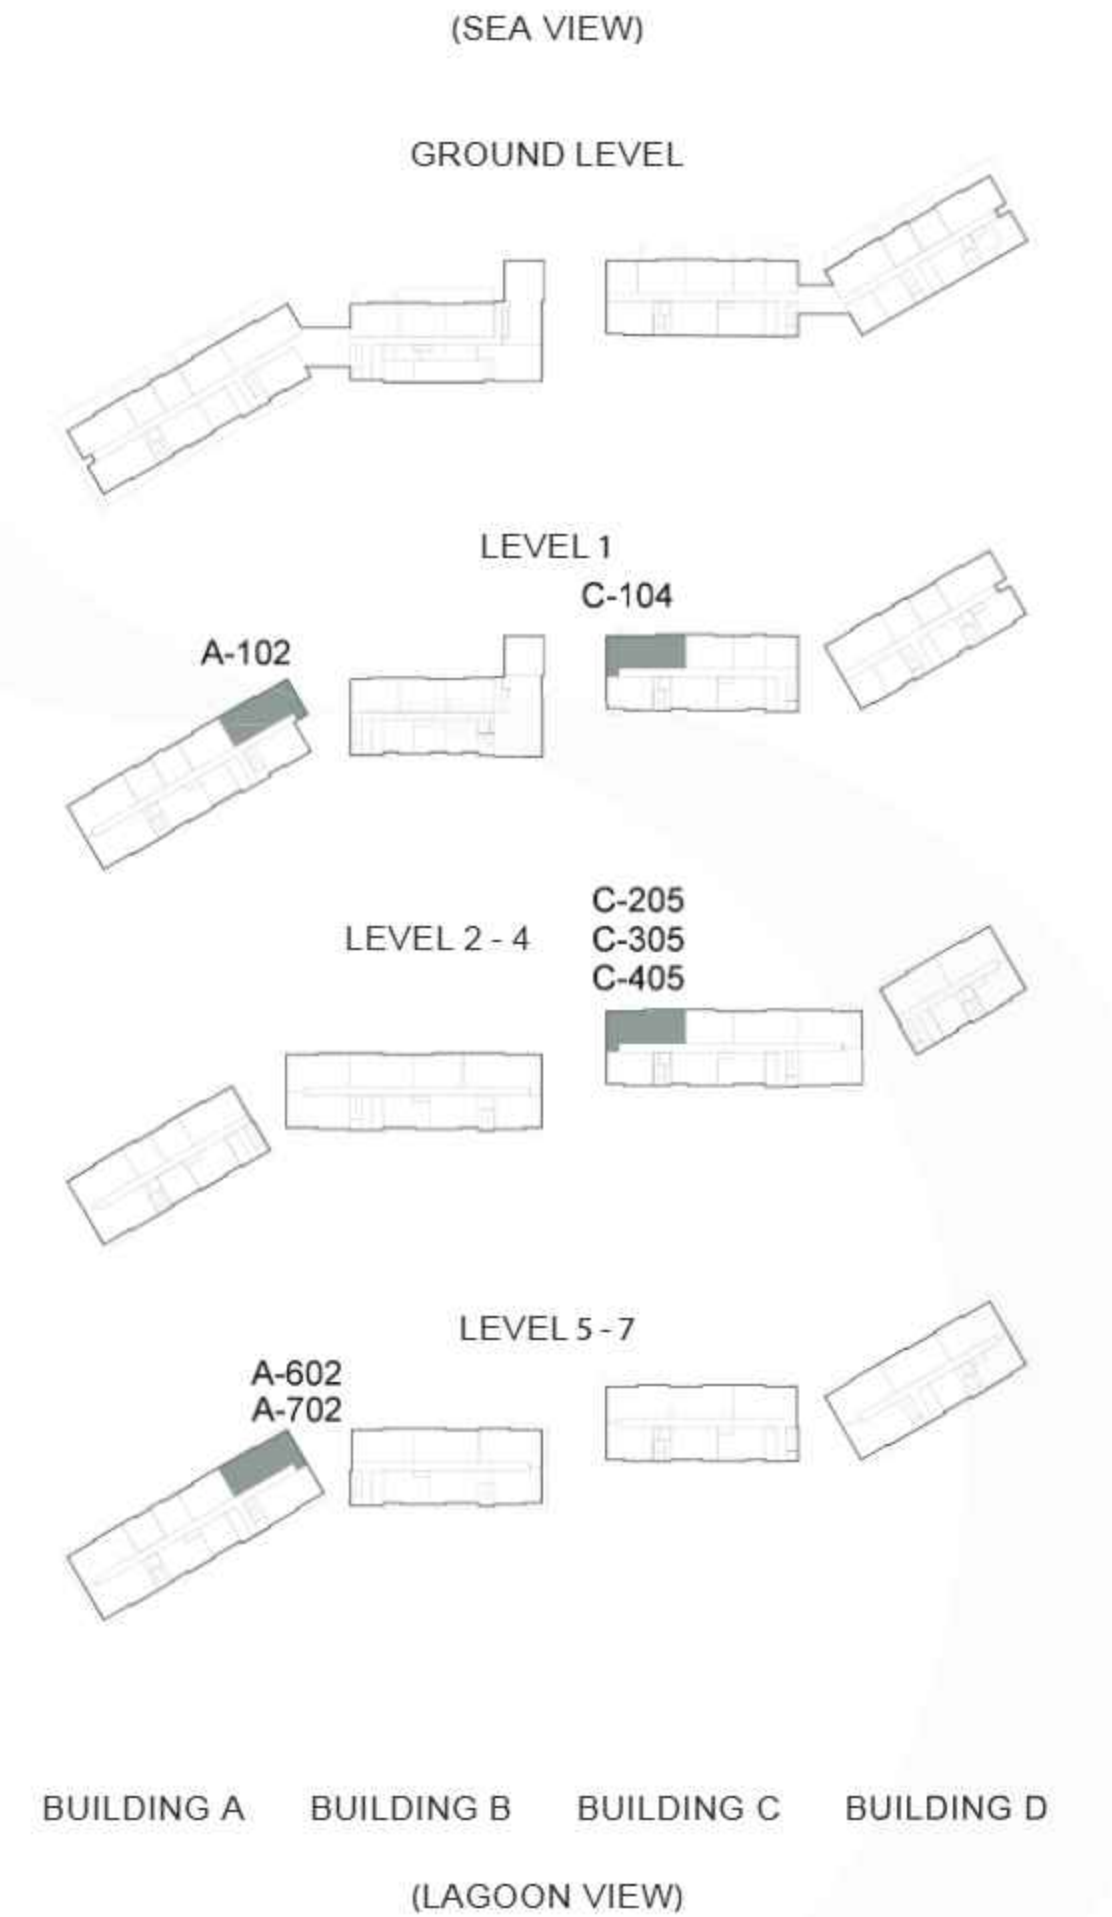 (SEA VIEW)
GROUND LEVEL
LEVEL 1
C-104
A-102
C-205
LEVEL 2 - 4
C-305
C-405
LEVEL 5 - 7
A-602
A-702
BUILDING A
BUILDING B
BUILDING C
BUILDING D
(LAGOON VIEW)